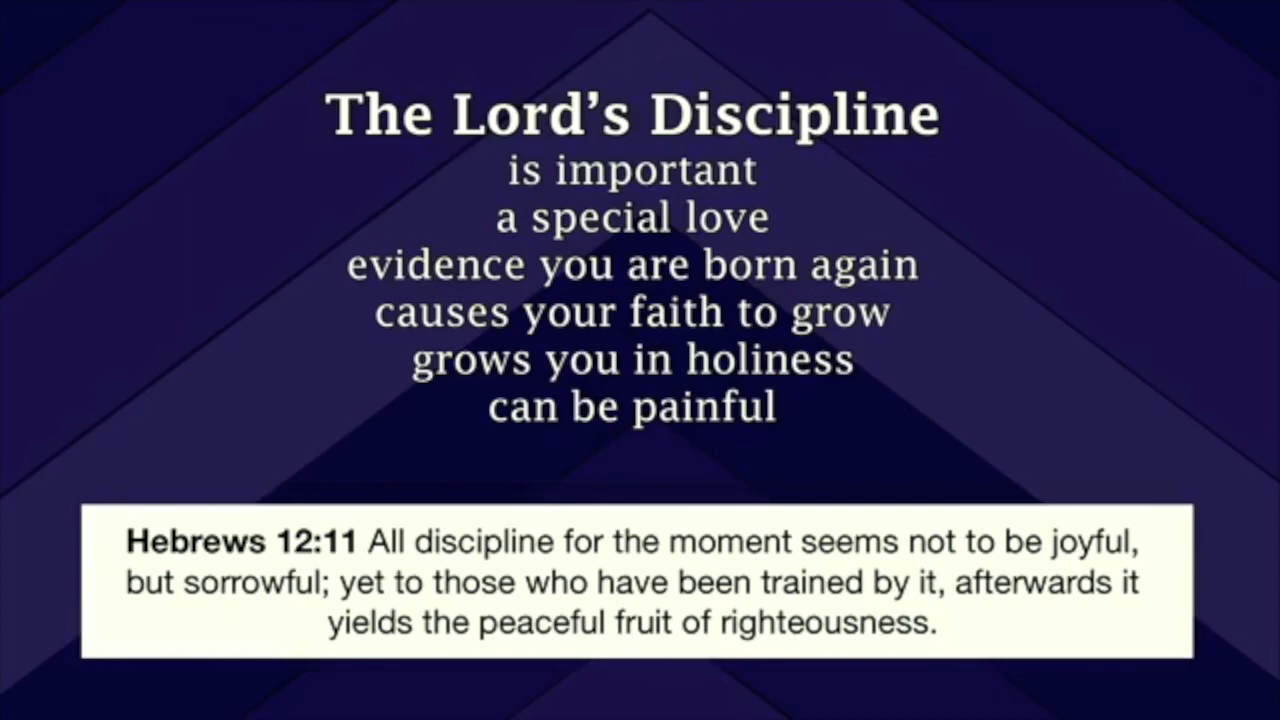 The Lord’s Discipline
is important
a special love
evidence you are born again
causes your faith to grow
grows you in holiness
can be painful
Hebrews 12:11 All discipline for the moment seems not to be joyful,
but sorrowful; yet to those who have been trained by it, afterwards it
yields the peaceful fruit of righteousness.